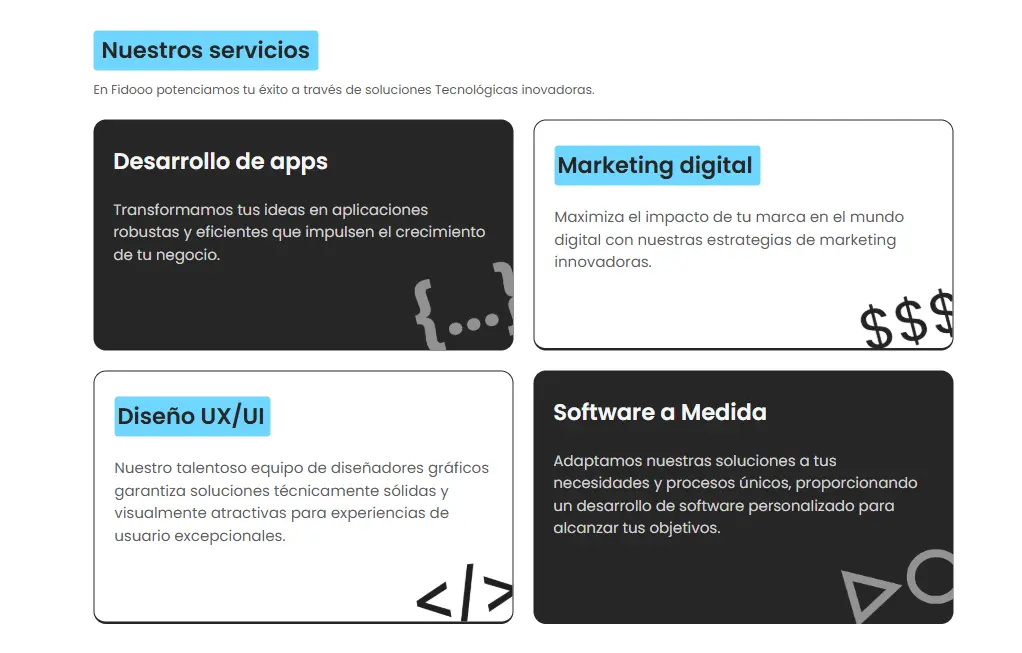 Nuestros servicios
En Fidooo potenciamos tu éxito a través de soluciones Tecnológicas inovadoras.
Desarrollo de apps
Transformamos tus ideas en aplicaciones
robustas y eficientes que impulsen el crecimiento
de tu negocio.
{...}
Marketing digital
Maximiza el impacto de tu marca en el mundo
digital con nuestras estrategias de marketing
innovadoras.
$$$
Diseño UX/UI
Nuestro talentoso equipo de diseñadores gráficos
garantiza soluciones técnicamente sólidas y
visualmente atractivas para experiencias de
usuario excepcionales.
</>
Software a Medida
Adaptamos nuestras soluciones a tus
necesidades y procesos únicos, proporcionando
un desarrollo de software personalizado para
alcanzar tus objetivos.